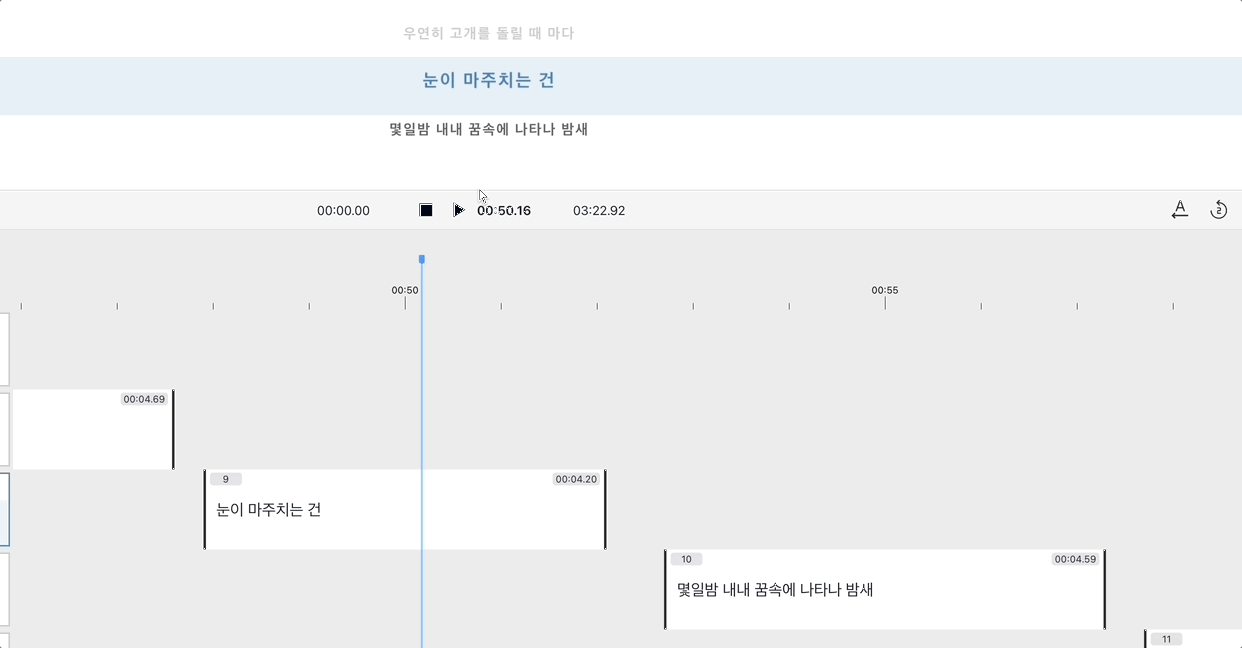 우연히 고개를 돌릴 때 마다
눈이 마주치는 건
몇일밤 내내 꿈속에 나타나 밤새
00:00.00 00:50.16 03:22.92 A 2
00:50 00:55
00:04.69
9 00:04.20
눈이 마주치는 건
10 00:04.59
몇일밤 내내 꿈속에 나타나 밤새
11